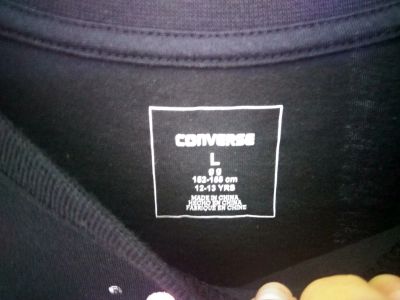 CONVERSE
L
12-13 YRS
MADE IN CHINA
HECHO EN CHINA
FABRIQUE EN CHINE